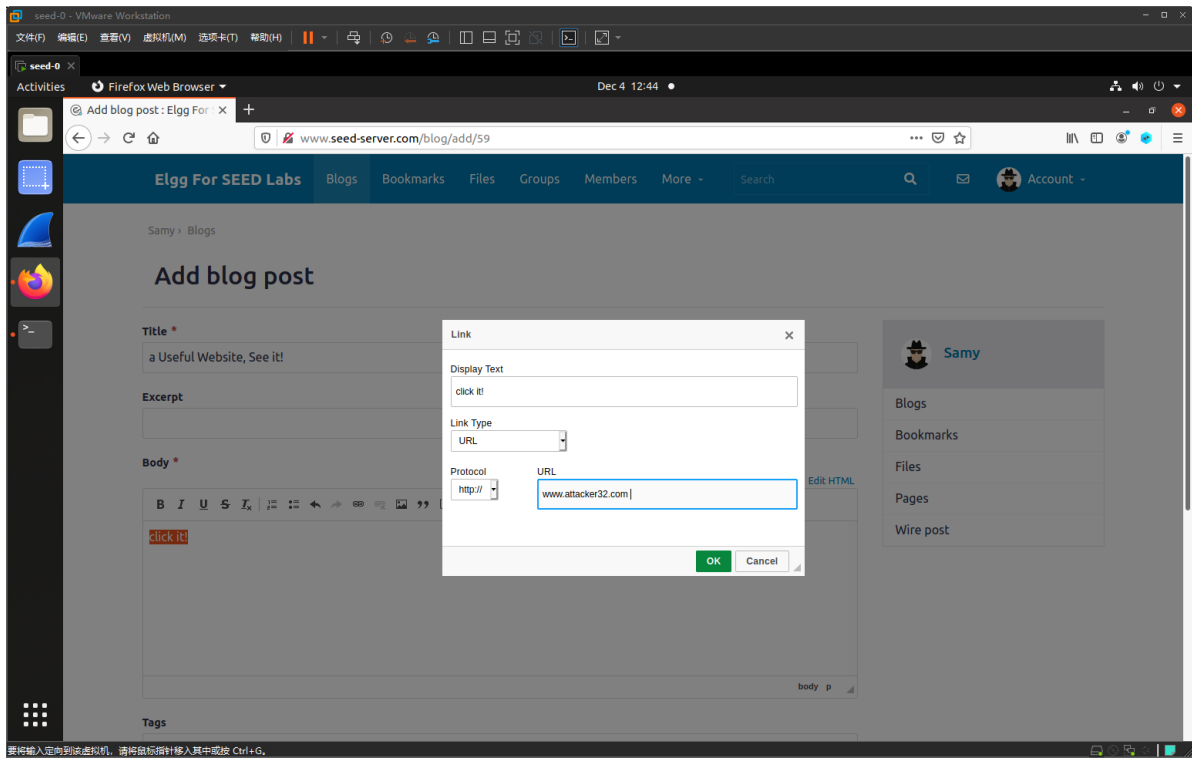 seed-0 - VMware Workstation
文件(F) 编辑(E) 查看(V) 虚拟机(M) 选项卡(T) 帮助(H)
seed-0
Activities Firefox Web Browser Dec 4 12:44
Add blog post : Elgg For
www.seed-server.com/blog/add/59
Elgg For SEED Labs Blogs Bookmarks Files Groups Members More Search Account
Samy › Blogs
Add blog post
Title *
a Useful Website, See it!
Excerpt
Body *
Edit HTML
B I U S Ix
click it!
body p
Tags
Link
Display Text
click it!
Link Type
URL
Protocol URL
http:// www.attacker32.com
OK Cancel
Samy
Blogs
Bookmarks
Files
Pages
Wire post
要将输入定向到该虚拟机，请将鼠标指针移入其中或按 Ctrl+G。